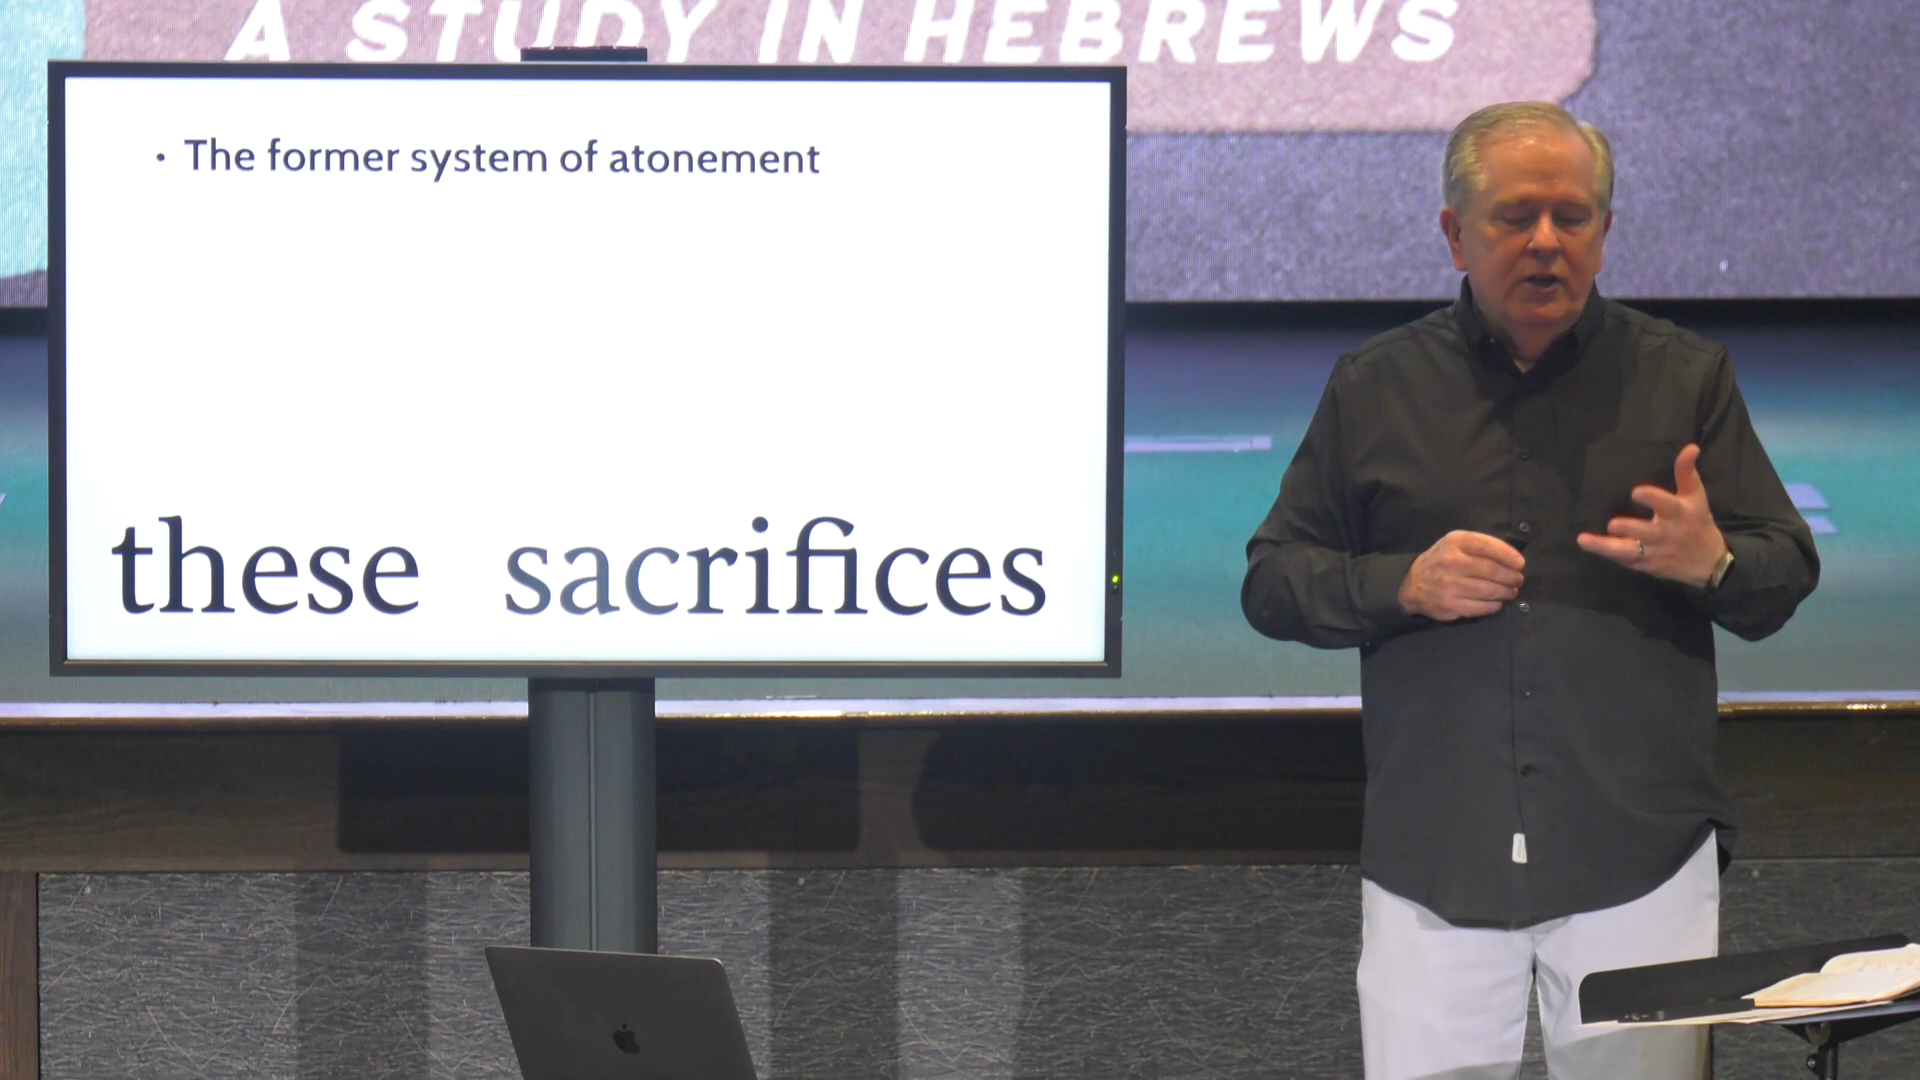 A STUDY IN HEBREWS
• The former system of atonement
these sacrifices